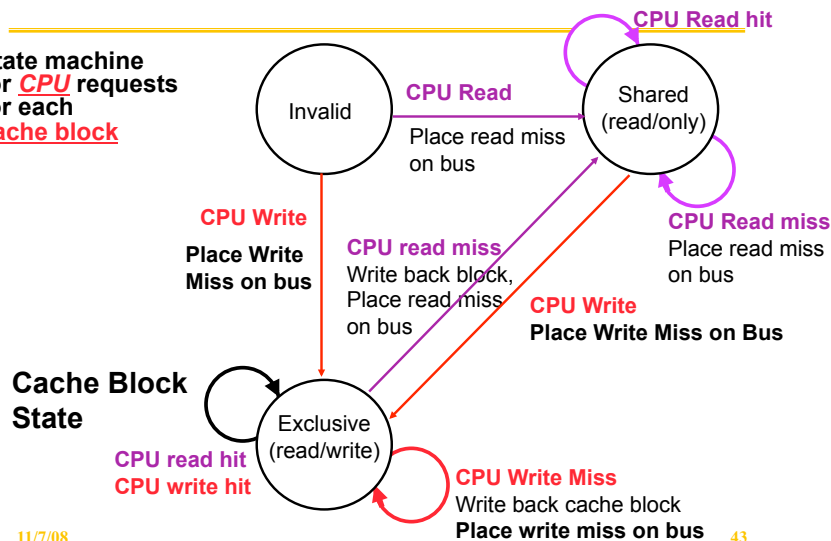 CPU Read hit
tate machine
or CPU requests
or each
ache block
Invalid
CPU Read
Place read miss
on bus
Shared
(read/only)
CPU Write
Place Write
Miss on bus
CPU read miss
Write back block,
Place read miss
on bus
CPU Read miss
Place read miss
on bus
CPU Write
Place Write Miss on Bus
Cache Block
State
Exclusive
(read/write)
CPU read hit
CPU write hit
CPU Write Miss
Write back cache block
Place write miss on bus
11/7/08
43